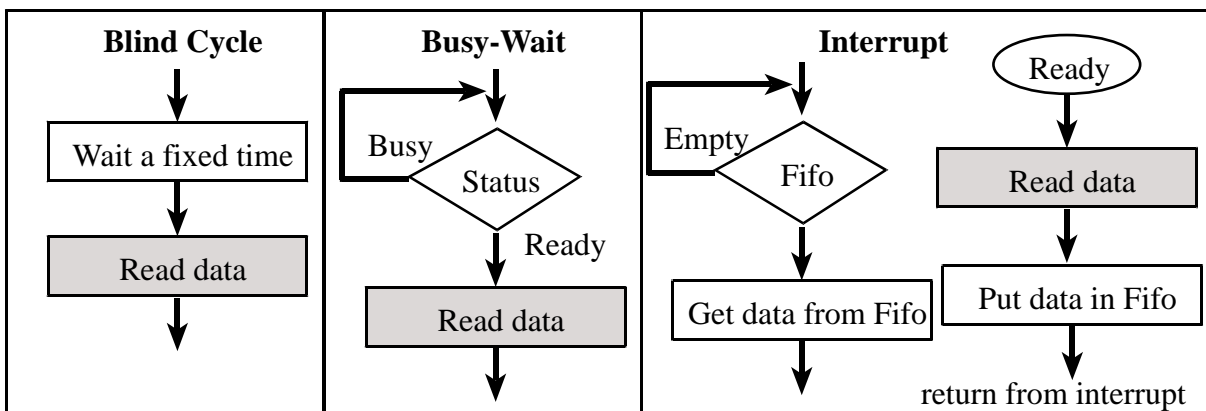 Blind Cycle
Wait a fixed time
Read data
Busy-Wait
Busy
Status
Ready
Read data
Interrupt
Empty
Fifo
Get data from Fifo
Ready
Read data
Put data in Fifo
return from interrupt